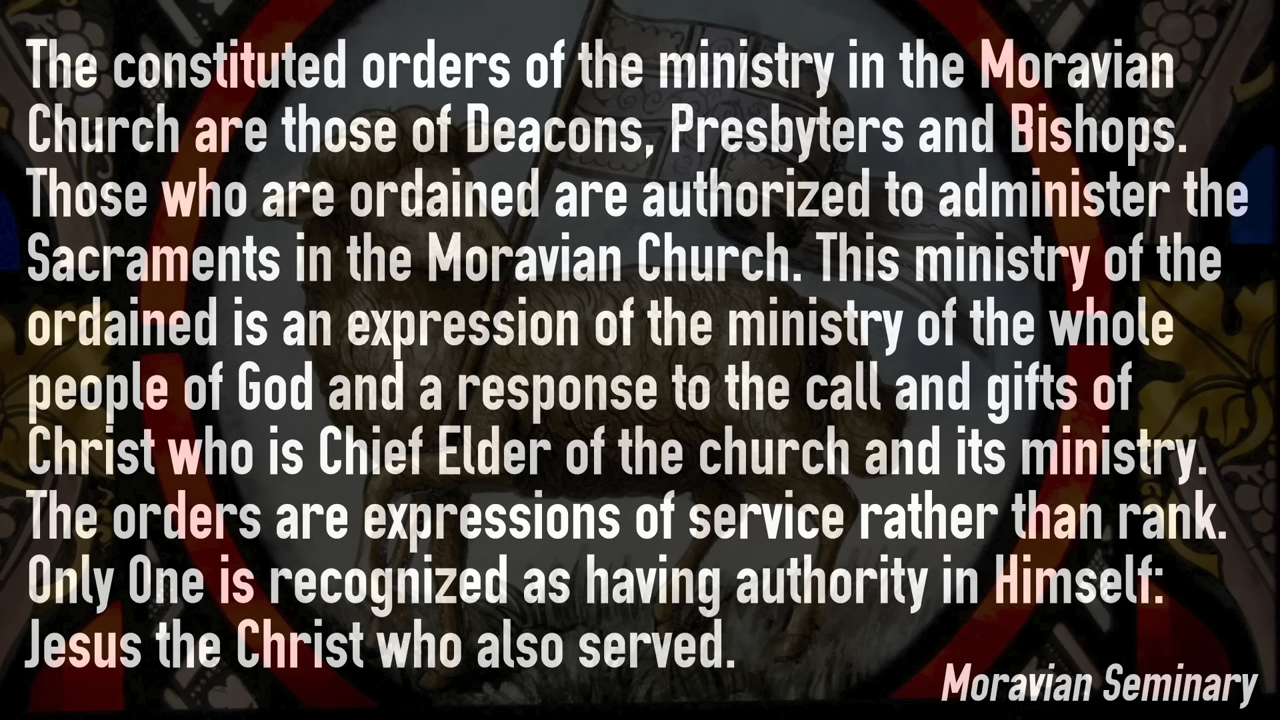 The constituted orders of the ministry in the Moravian
Church are those of Deacons, Presbyters and Bishops.
Those who are ordained are authorized to administer the
Sacraments in the Moravian Church. This ministry of the
ordained is an expression of the ministry of the whole
people of God and a response to the call and gifts of
Christ who is Chief Elder of the church and its ministry.
The orders are expressions of service rather than rank.
Only One is recognized as having authority in Himself:
Jesus the Christ who also served.
Moravian Seminary